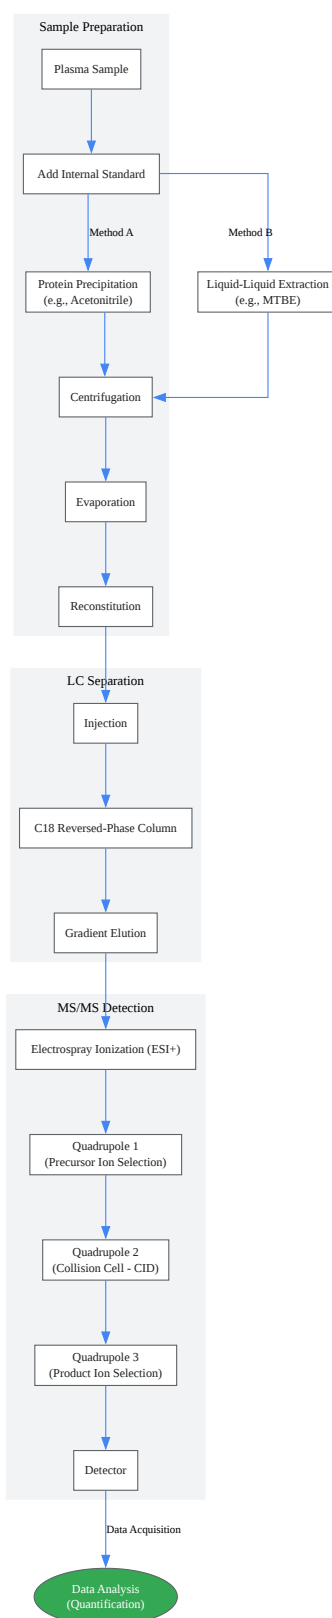 Sample Preparation
Plasma Sample
Add Internal Standard
Method A
Method B
Protein Precipitation
(e.g., Acetonitrile)
Liquid-Liquid Extraction
(e.g., MTBE)
Centrifugation
Evaporation
Reconstitution
LC Separation
Injection
C18 Reversed-Phase Column
Gradient Elution
MS/MS Detection
Electrospray Ionization (ESI+)
Quadrupole 1
(Precursor Ion Selection)
Quadrupole 2
(Collision Cell - CID)
Quadrupole 3
(Product Ion Selection)
Detector
Data Acquisition
Data Analysis
(Quantification)